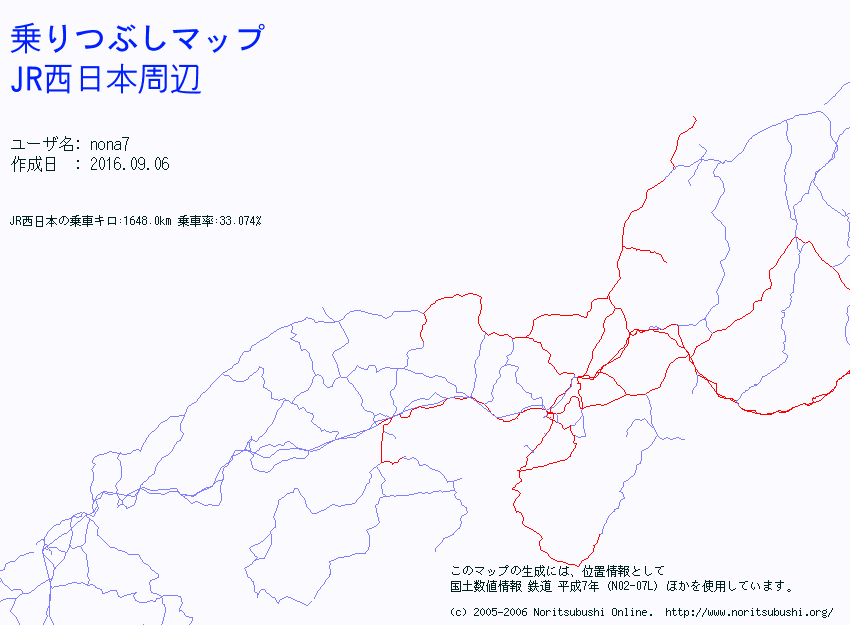 乗りつぶしマップ
JR西日本周辺
ユーザ名: nona7
作成日 : 2016.09.06
JR西日本の乗車キロ:1648.0km 乗車率:33.074%
このマップの生成には、位置情報として
国土数値情報 鉄道 平成7年 (N02-07L) ほかを使用しています。
(c) 2005-2006 Noritsubushi Online. http://www.noritsubushi.org/